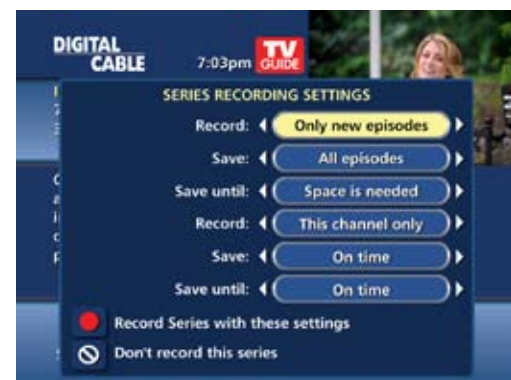 DIGITAL
CABLE
7:03pm
TV
GUIDE
SERIES RECORDING SETTINGS
Record: Only new episodes
Save: All episodes
Save until: Space is needed
Record: This channel only
Save: On time
Save until: On time
Record Series with these settings
Don't record this series